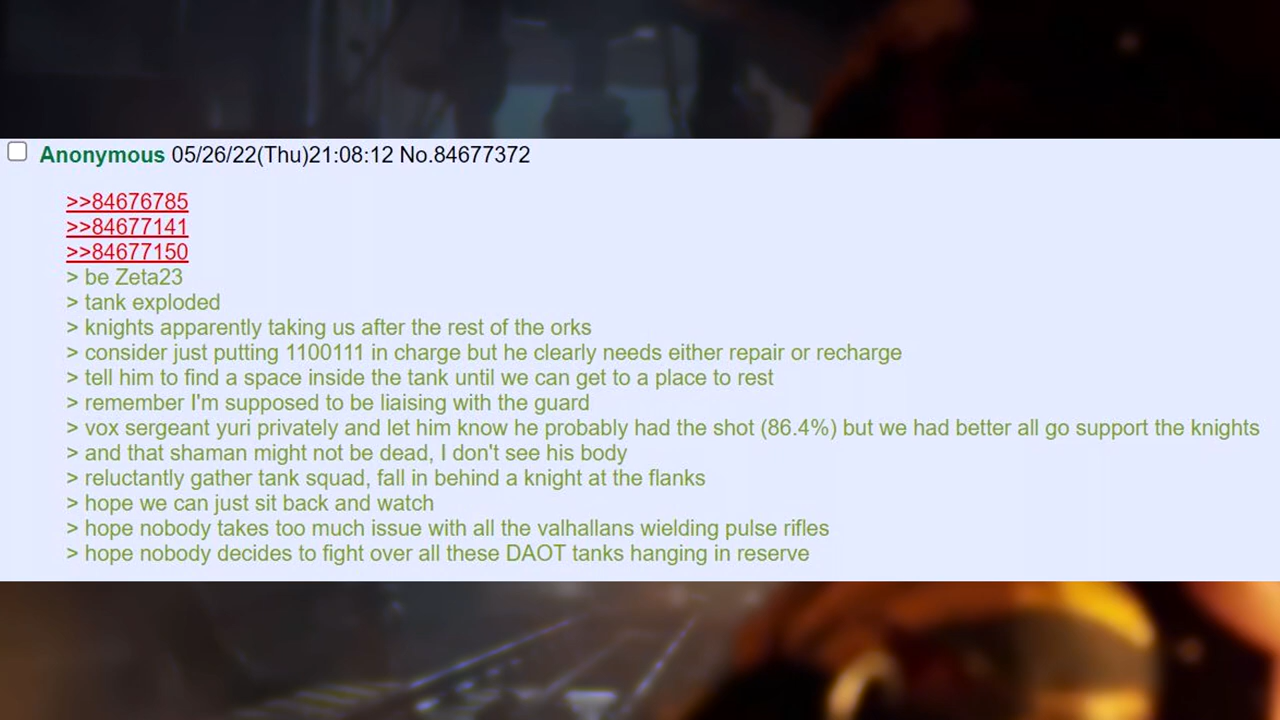 Anonymous 05/26/22(Thu)21:08:12 No.84677372
>>84676785
>>84677141
>>84677150
> be Zeta23
> tank exploded
> knights apparently taking us after the rest of the orks
> consider just putting 1100111 in charge but he clearly needs either repair or recharge
> tell him to find a space inside the tank until we can get to a place to rest
> remember I'm supposed to be liaising with the guard
> vox sergeant yuri privately and let him know he probably had the shot (86.4%) but we had better all go support the knights
> and that shaman might not be dead, I don't see his body
> reluctantly gather tank squad, fall in behind a knight at the flanks
> hope we can just sit back and watch
> hope nobody takes too much issue with all the valhallans wielding pulse rifles
> hope nobody decides to fight over all these DAOT tanks hanging in reserve